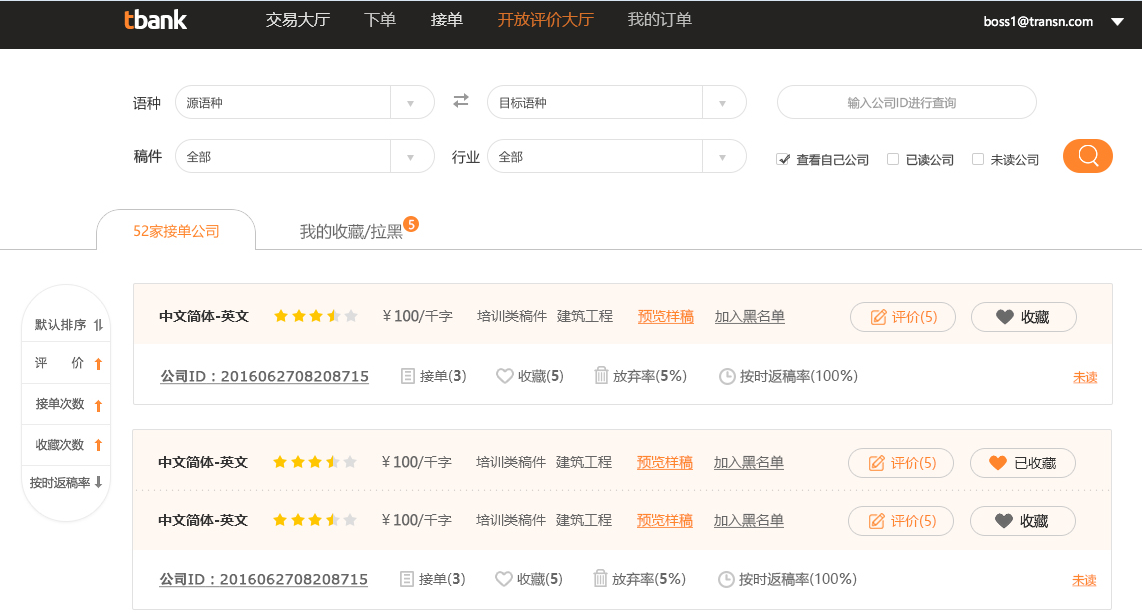 tbank 交易大厅 下单 接单 开放评价大厅 我的订单 boss1@transn.com
语种 源语种 目标语种 输入公司ID进行查询
稿件 全部 行业 全部 查看自己公司 已读公司 未读公司
52家接单公司 我的收藏/拉黑 5
默认排序
评 价
接单次数
收藏次数
按时返稿率
中文简体-英文 ¥100/千字 培训类稿件 建筑工程 预览样稿 加入黑名单 评价(5) 收藏
公司ID：2016062708208715 接单(3) 收藏(5) 放弃率(5%) 按时返稿率(100%) 未读
中文简体-英文 ¥100/千字 培训类稿件 建筑工程 预览样稿 加入黑名单 评价(5) 已收藏
中文简体-英文 ¥100/千字 培训类稿件 建筑工程 预览样稿 加入黑名单 评价(5) 收藏
公司ID：2016062708208715 接单(3) 收藏(5) 放弃率(5%) 按时返稿率(100%) 未读